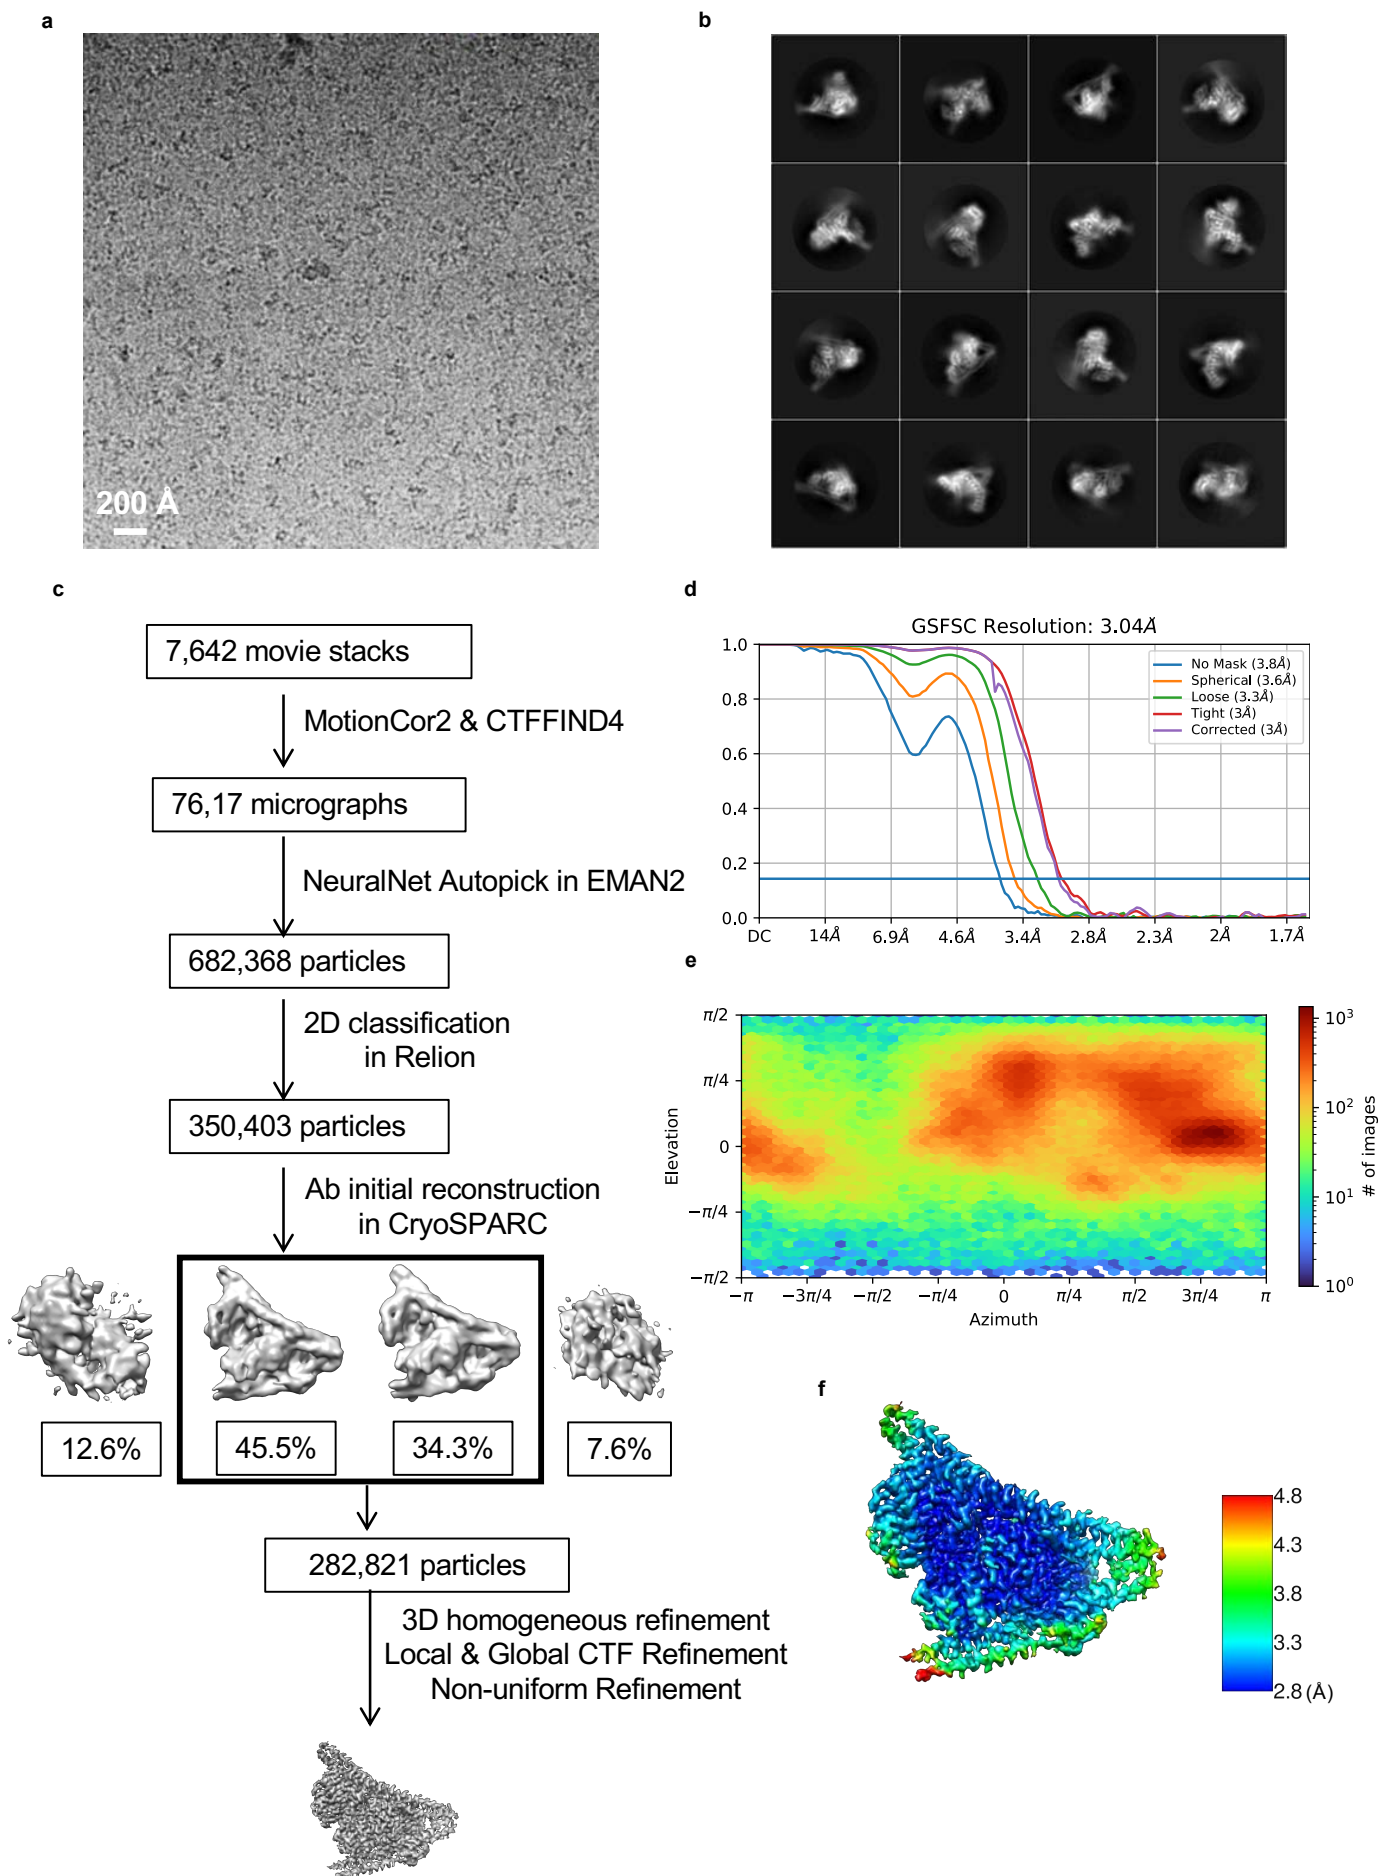 a
200 Å
b
c
7,642 movie stacks
MotionCor2 & CTFFIND4
76,17 micrographs
NeuralNet Autopick in EMAN2
682,368 particles
2D classification
in Relion
350,403 particles
Ab initial reconstruction
in CryoSPARC
12.6%
45.5%
34.3%
7.6%
282,821 particles
3D homogeneous refinement
Local & Global CTF Refinement
Non-uniform Refinement
d
GSFSC Resolution: 3.04Å
1.0
0.8
0.6
0.4
0.2
0.0
No Mask (3.8Å)
Spherical (3.6Å)
Loose (3.3Å)
Tight (3Å)
Corrected (3Å)
DC 14Å 6.9Å 4.6Å 3.4Å 2.8Å 2.3Å 2Å 1.7Å
e
π/2
π/4
0
−π/4
−π/2
Elevation
−π −3π/4 −π/2 −π/4 0 π/4 π/2 3π/4 π
Azimuth
10³
10²
10¹
10⁰
# of images
f
4.8
4.3
3.8
3.3
2.8 (Å)